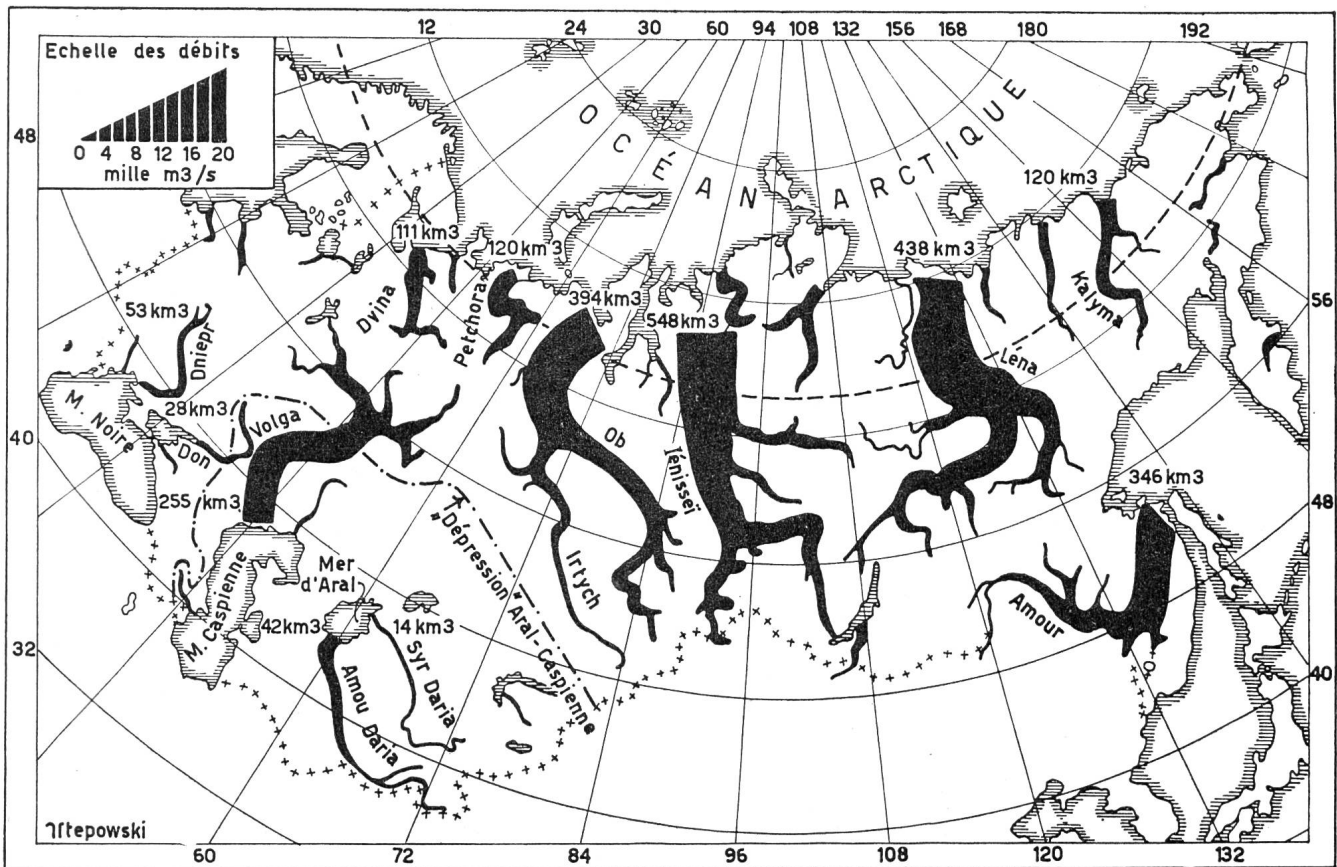 12 24 30 60 94 108 132 156 168 180 192
Echelle des débits
0 4 8 12 16 20
mille m3/s
48
40
32
OCÉAN ARCTIQUE
120 km3
111 km3
120 km3
438 km3
394 km3
548 km3
Kalyma
56
Dvina
Petchora
53 km3
Dniepr
Léna
28 km3
Volga
M. Noire
Don
Ob
Iénisseï
255 km3
346 km3
48
Mer
d'Aral
Dépression Aral-Caspienne
Irtych
M. Caspienne
42 km3
14 km3
Amour
Syr Daria
Amou Daria
40
60 72 84 96 108 120 132